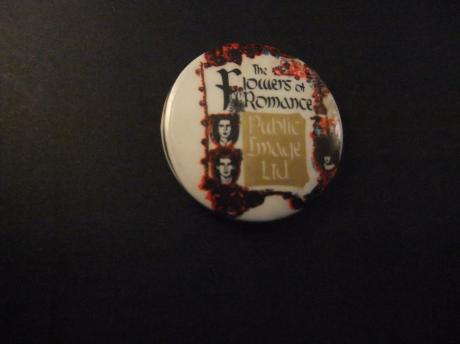 The
Flowers of
Romance
Public
Image
Ltd